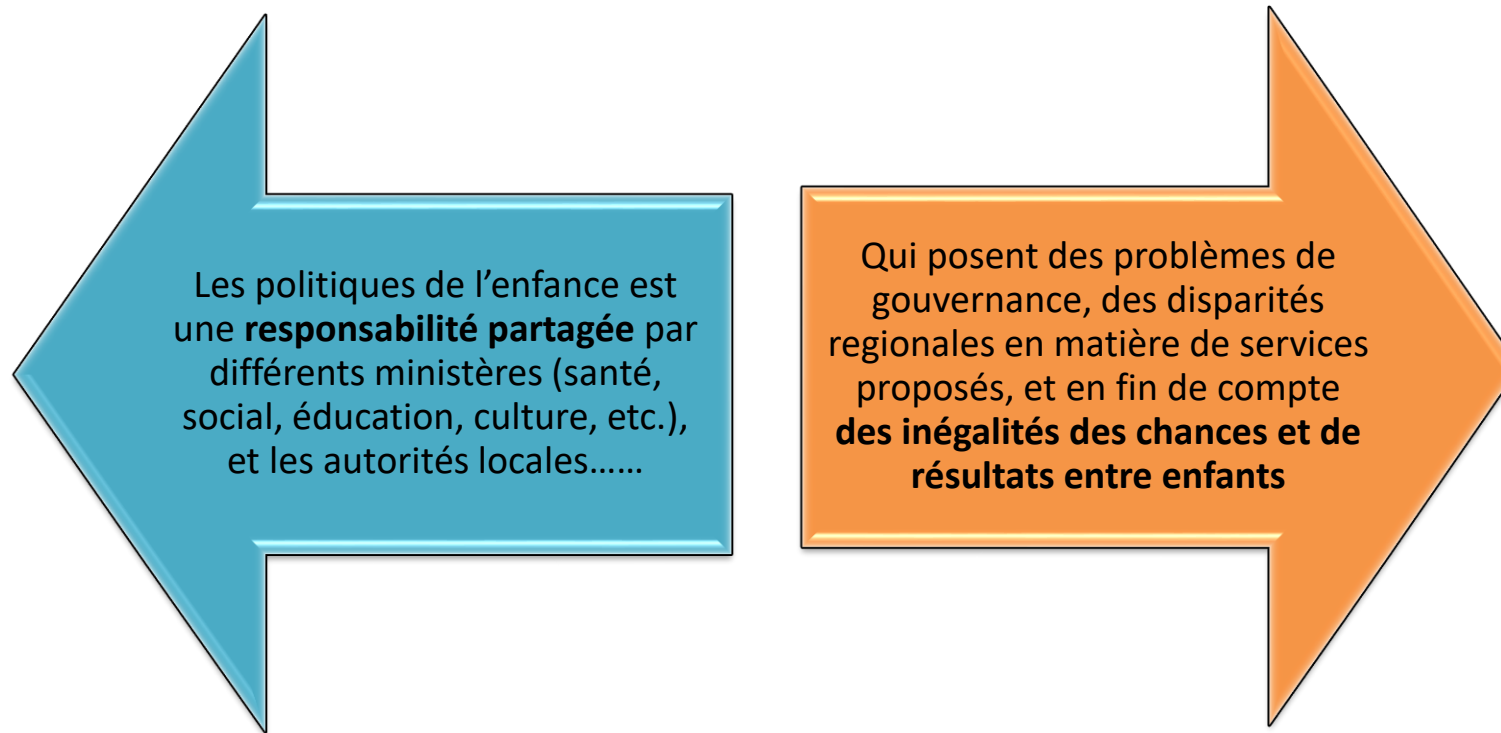 Les politiques de l’enfance est
une responsabilité partagée par
différents ministères (santé,
social, éducation, culture, etc.),
et les autorités locales……
Qui posent des problèmes de
gouvernance, des disparités
regionales en matière de services
proposés, et en fin de compte
des inégalités des chances et de
résultats entre enfants